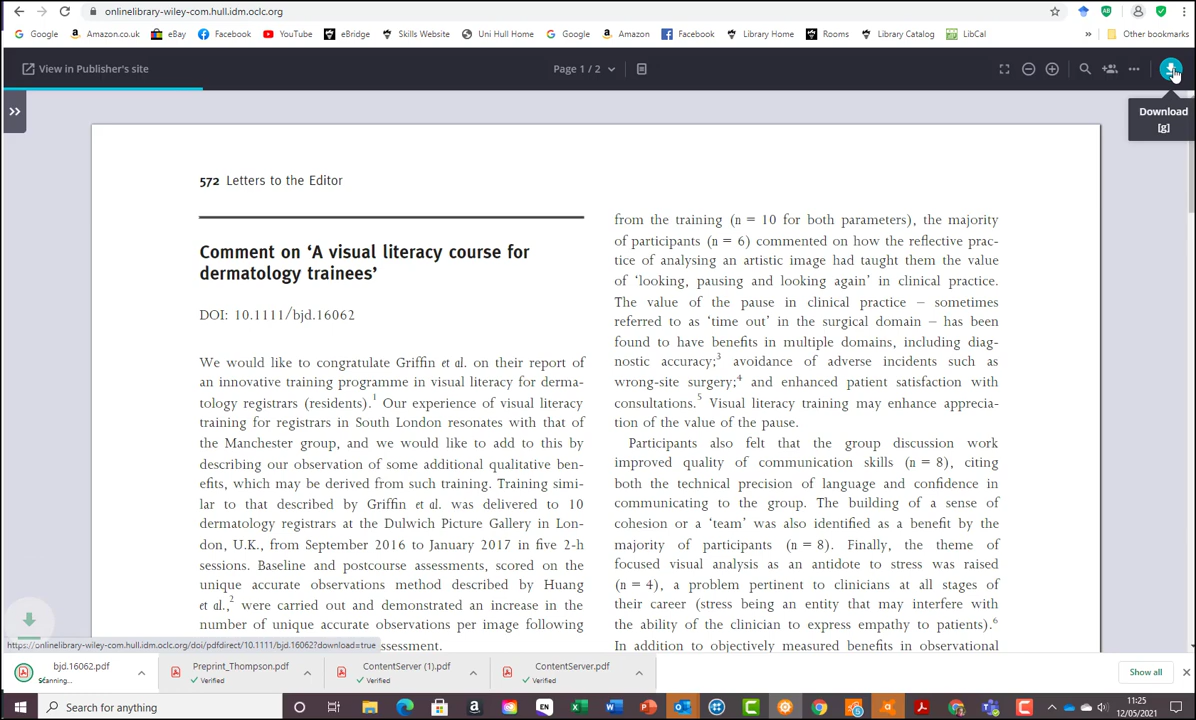 onlinelibrary-wiley-com.hull.idm.oclc.org
Google Amazon.co.uk eBay Facebook YouTube eBridge Skills Website Uni Hull Home Google Amazon Facebook Library Home Rooms Library Catalog LibCal » Other bookmarks
View in Publisher's site
Page 1 / 2
Download
[g]
572 Letters to the Editor
Comment on ‘A visual literacy course for
dermatology trainees’
DOI: 10.1111/bjd.16062
We would like to congratulate Griffin et al. on their report of
an innovative training programme in visual literacy for derma-
tology registrars (residents).1 Our experience of visual literacy
training for registrars in South London resonates with that of
the Manchester group, and we would like to add to this by
describing our observation of some additional qualitative ben-
efits, which may be derived from such training. Training simi-
lar to that described by Griffin et al. was delivered to 10
dermatology registrars at the Dulwich Picture Gallery in Lon-
don, U.K., from September 2016 to January 2017 in five 2-h
sessions. Baseline and postcourse assessments, scored on the
unique accurate observations method described by Huang
et al.,2 were carried out and demonstrated an increase in the
number of unique accurate observations per image following
ssessment.
from the training (n = 10 for both parameters), the majority
of participants (n = 6) commented on how the reflective prac-
tice of analysing an artistic image had taught them the value
of ‘looking, pausing and looking again’ in clinical practice.
The value of the pause in clinical practice – sometimes
referred to as ‘time out’ in the surgical domain – has been
found to have benefits in multiple domains, including diag-
nostic accuracy;3 avoidance of adverse incidents such as
wrong-site surgery;4 and enhanced patient satisfaction with
consultations.5 Visual literacy training may enhance apprecia-
tion of the value of the pause.
Participants also felt that the group discussion work
improved quality of communication skills (n = 8), citing
both the technical precision of language and confidence in
communicating to the group. The building of a sense of
cohesion or a ‘team’ was also identified as a benefit by the
majority of participants (n = 8). Finally, the theme of
focused visual analysis as an antidote to stress was raised
(n = 4), a problem pertinent to clinicians at all stages of
their career (stress being an entity that may interfere with
the ability of the clinician to express empathy to patients).6
In addition to objectively measured benefits in observational
https://onlinelibrary-wiley-com.hull.idm.oclc.org/doi/pdfdirect/10.1111/bjd.16062?download=true
bjd.16062.pdf
Scanning...
Preprint_Thompson.pdf
Verified
ContentServer (1).pdf
Verified
ContentServer.pdf
Verified
Show all
Search for anything
EN
11:25
12/05/2021